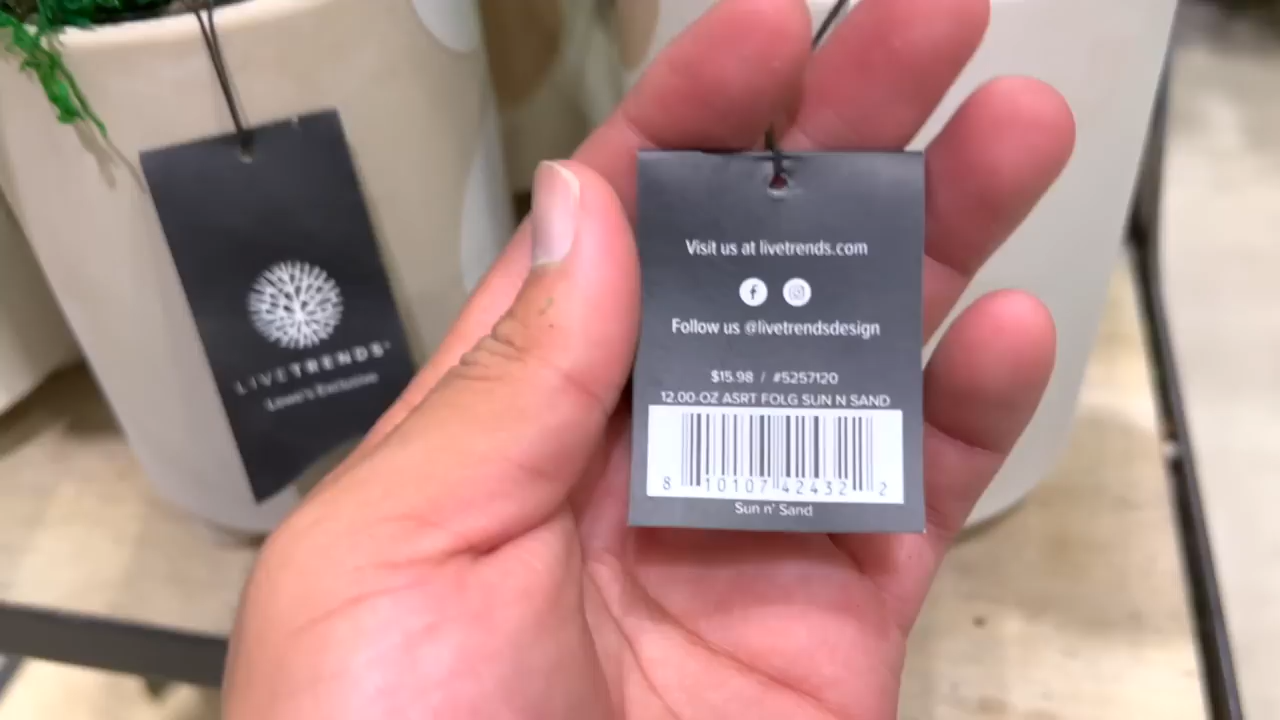 LIVETRENDS
Lowe's Exclusive
Visit us at livetrends.com
Follow us @livetrendsdesign
$15.98 / #5257120
12.00-OZ ASRT FOLG SUN N SAND
8 10107 42432 2
Sun n' Sand